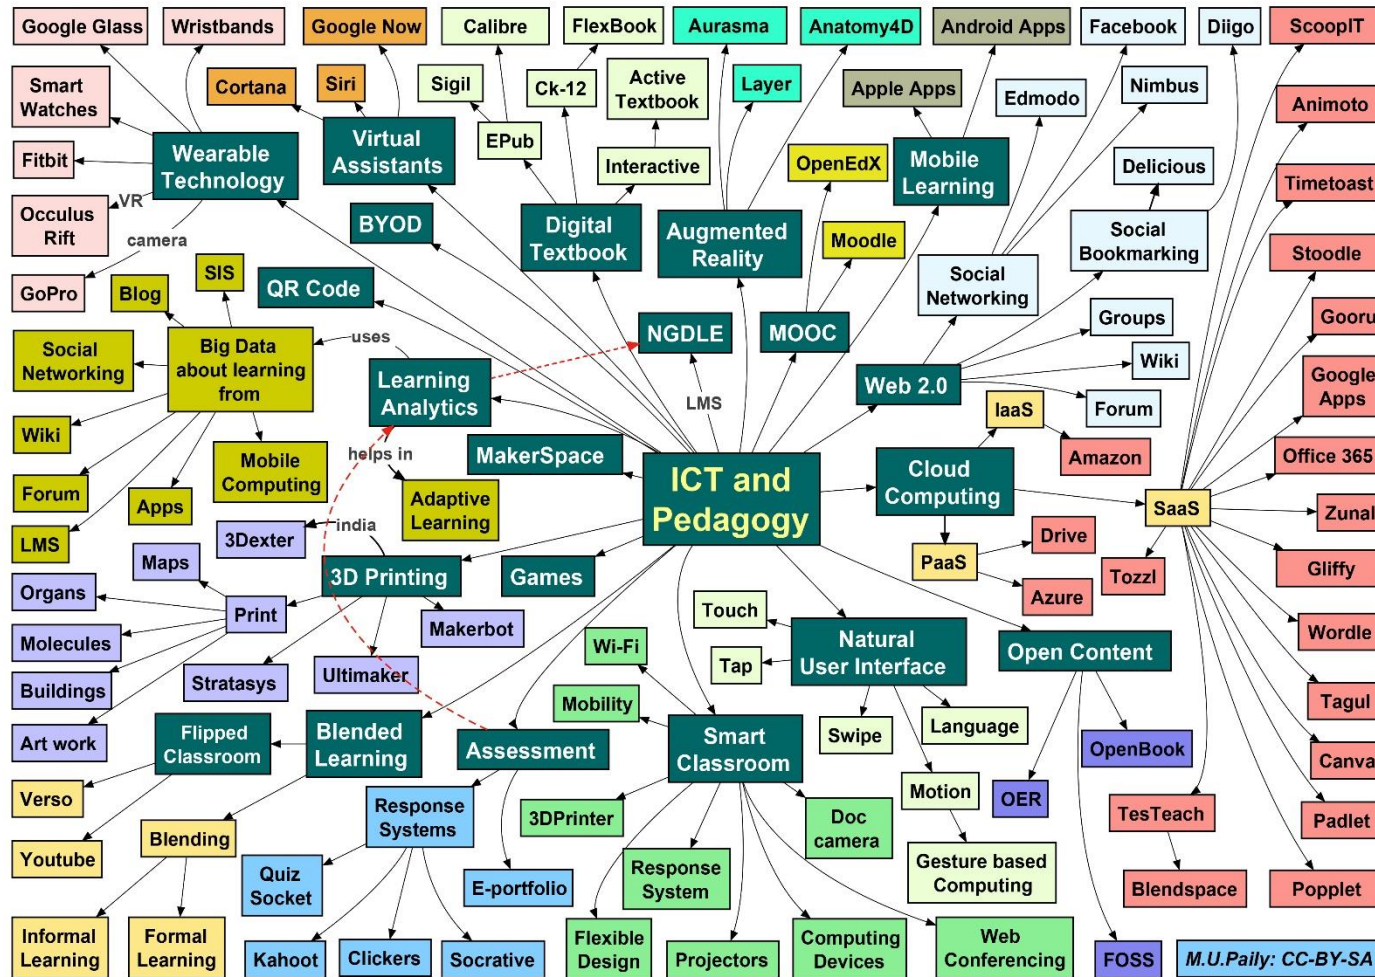 Google Glass
Wristbands
Google Now
Calibre
FlexBook
Aurasma
Anatomy4D
Android Apps
Facebook
Diigo
ScoopIT
Smart
Watches
Cortana
Siri
Sigil
Ck-12
Active
Textbook
Layer
Apple Apps
Edmodo
Nimbus
Animoto
Fitbit
Wearable
Technology
Virtual
Assistants
EPub
Interactive
OpenEdX
Mobile
Learning
Delicious
Timetoast
Occulus
Rift
VR
BYOD
Digital
Textbook
Augmented
Reality
Moodle
Social
Bookmarking
camera
Stoodle
GoPro
Blog
SIS
QR Code
Social
Networking
Groups
Gooru
Social
Networking
Big Data
about learning
from
uses
Learning
Analytics
NGDLE
MOOC
Web 2.0
Wiki
Google
Apps
LMS
IaaS
Forum
Wiki
helps in
MakerSpace
ICT and
Pedagogy
Cloud
Computing
Amazon
Office 365
Forum
Apps
Mobile
Computing
Adaptive
Learning
SaaS
Zunal
LMS
3Dexter
india
Drive
PaaS
Maps
3D Printing
Games
Azure
Tozzl
Gliffy
Organs
Print
Makerbot
Touch
Natural
User Interface
Open Content
Wordle
Molecules
Wi-Fi
Tap
Buildings
Stratasys
Ultimaker
Mobility
Swipe
Language
Tagul
Art work
Flipped
Classroom
Blended
Learning
Assessment
Smart
Classroom
OpenBook
Canva
Verso
Response
Systems
3DPrinter
Doc
camera
Motion
OER
TesTeach
Padlet
Youtube
Blending
Quiz
Socket
E-portfolio
Response
System
Gesture based
Computing
Blendspace
Popplet
Informal
Learning
Formal
Learning
Kahoot
Clickers
Socrative
Flexible
Design
Projectors
Computing
Devices
Web
Conferencing
FOSS
M.U.Paily: CC-BY-SA